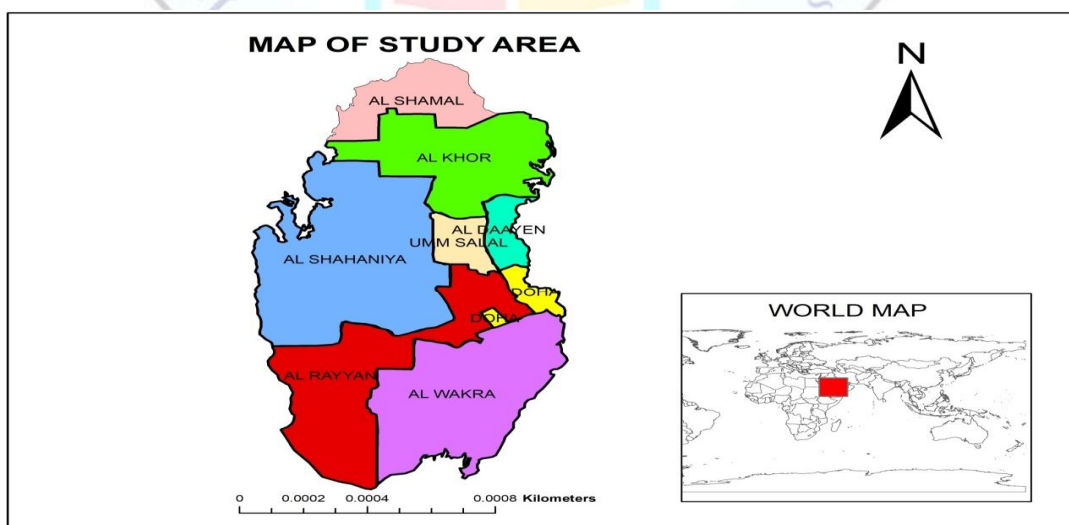 MAP OF STUDY AREA
N
AL SHAMAL
AL KHOR
AL DAAYEN
UMM SALAL
AL SHAHANIYA
DOHA
DOHA
AL RAYYAN
AL WAKRA
WORLD MAP
0 0.0002 0.0004 0.0008 Kilometers